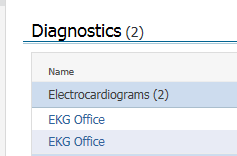 Diagnostics (2)
Name
Electrocardiograms (2)
EKG Office
EKG Office